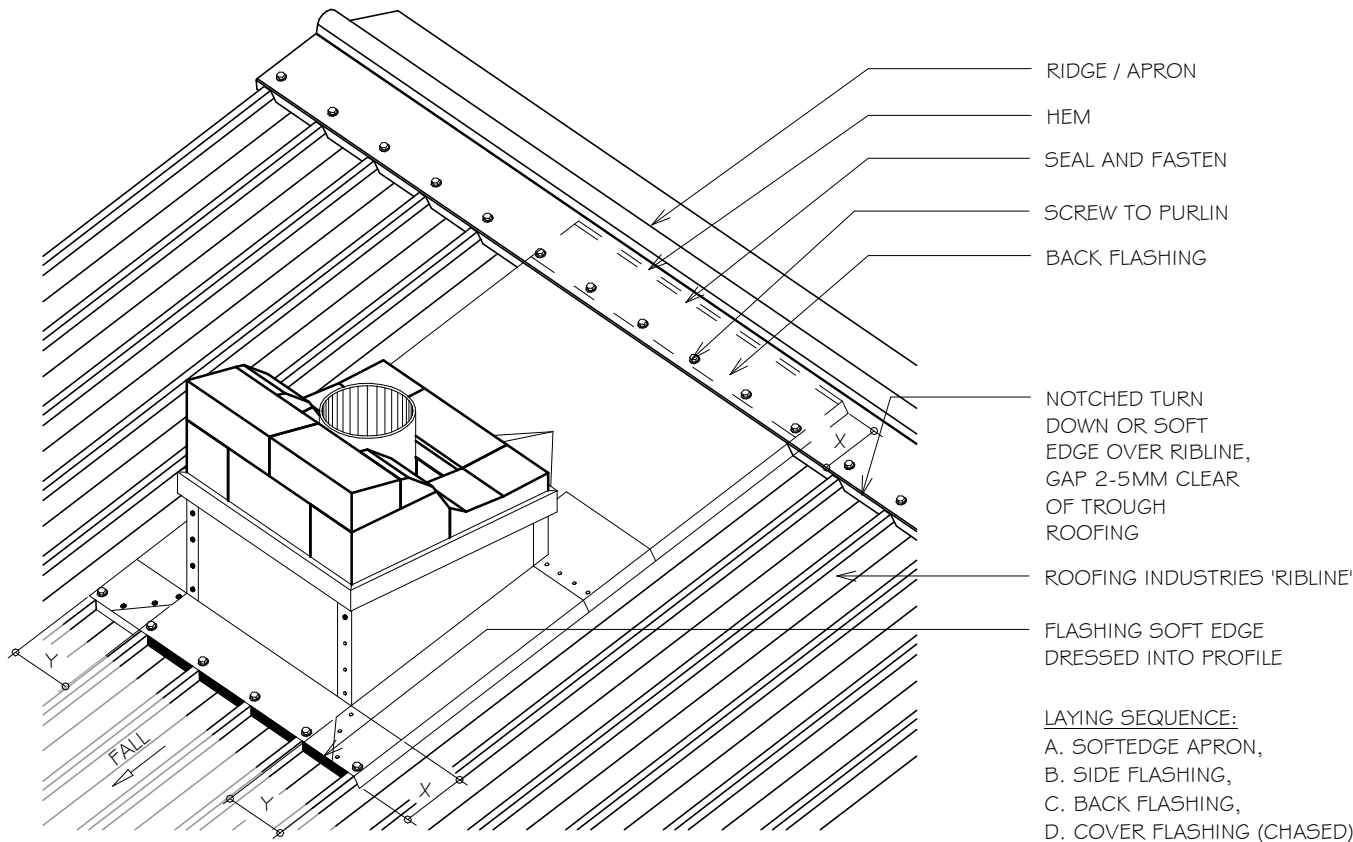 RIDGE / APRON
HEM
SEAL AND FASTEN
SCREW TO PURLIN
BACK FLASHING
NOTCHED TURN
DOWN OR SOFT
EDGE OVER RIBLINE,
GAP 2-5MM CLEAR
OF TROUGH
ROOFING
ROOFING INDUSTRIES 'RIBLINE'
FLASHING SOFT EDGE
DRESSED INTO PROFILE
LAYING SEQUENCE:
A. SOFTEDGE APRON,
B. SIDE FLASHING,
C. BACK FLASHING,
D. COVER FLASHING (CHASED)
X
Y
FALL
Y
X